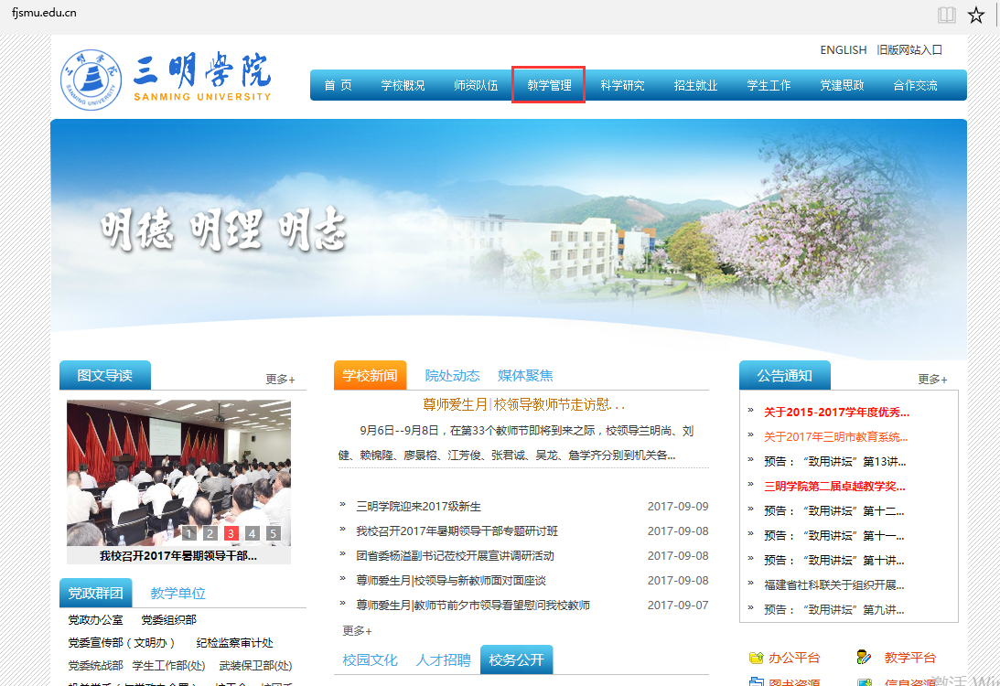 fjsmu.edu.cn
ENGLISH 旧版网站入口
三明学院
SANMING UNIVERSITY
三明学院
SANMING UNIVERSITY
首 页 学校概况 师资队伍 教学管理 科学研究 招生就业 学生工作 党建思政 合作交流
明德 明理 明志
图文导读 更多+
1 2 3 4 5
我校召开2017年暑期领导干部...
党政群团 教学单位
党政办公室 党委组织部
党委宣传部（文明办） 纪检监察审计处
党委统战部 学生工作部(处) 武装保卫部(处)
学校新闻 院处动态 媒体聚焦
尊师爱生月|校领导教师节走访慰...
9月6日--9月8日，在第33个教师节即将到来之际，校领导兰明尚、刘
健、赖锦隆、廖景榕、江芳俊、张君诚、吴龙、詹学齐分别到机关各...
» 三明学院迎来2017级新生 2017-09-09
» 我校召开2017年暑期领导干部专题研讨班 2017-09-08
» 团省委杨溢副书记莅校开展宣讲调研活动 2017-09-08
» 尊师爱生月|校领导与新教师面对面座谈 2017-09-08
» 尊师爱生月|教师节前夕市领导看望慰问我校教师 2017-09-07
更多+
校园文化 人才招聘 校务公开
公告通知 更多+
» 关于2015-2017学年度优秀...
» 关于2017年三明市教育系统...
» 预告：“致用讲坛”第13讲...
» 三明学院第二届卓越教学奖...
» 预告：“致用讲坛”第十二...
» 预告：“致用讲坛”第十一...
» 预告：“致用讲坛”第十讲...
» 福建省社科联关于组织开展...
» 预告：“致用讲坛”第九讲...
办公平台 教学平台
图书资源 信息资源
激活 Win